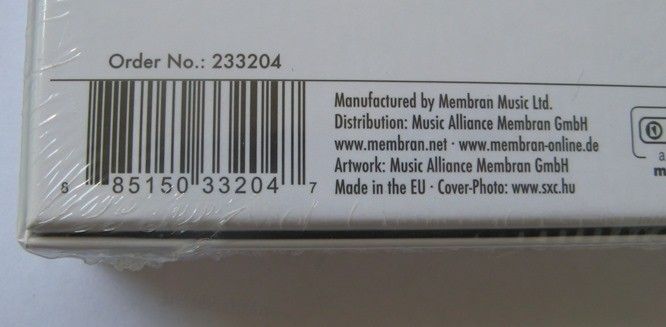 Order No.: 233204
Manufactured by Membran Music Ltd.
Distribution: Music Alliance Membran GmbH
www.membran.net · www.membran-online.de
Artwork: Music Alliance Membran GmbH
Made in the EU · Cover-Photo: www.sxc.hu
85150 33204 7